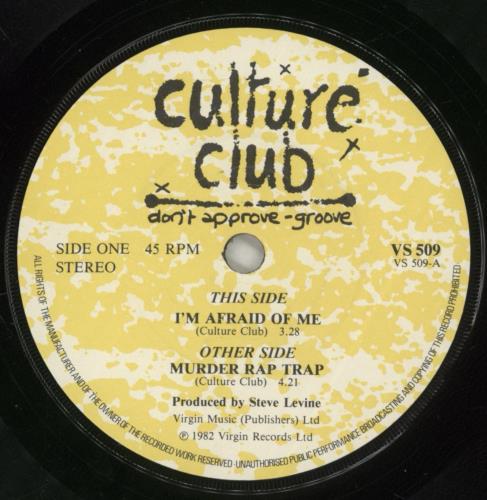 culture
club
don't approve - groove
SIDE ONE 45 RPM
STEREO
VS 509
VS 509-A
THIS SIDE
I'M AFRAID OF ME
(Culture Club) 3.28
OTHER SIDE
MURDER RAP TRAP
(Culture Club) 4.21
Produced by Steve Levine
Virgin Music (Publishers) Ltd
℗ 1982 Virgin Records Ltd
ALL RIGHTS OF THE MANUFACTURER AND OF THE OWNER OF THE RECORDED WORK RESERVED · UNAUTHORISED PUBLIC PERFORMANCE BROADCASTING AND COPYING OF THIS RECORD PROHIBITED